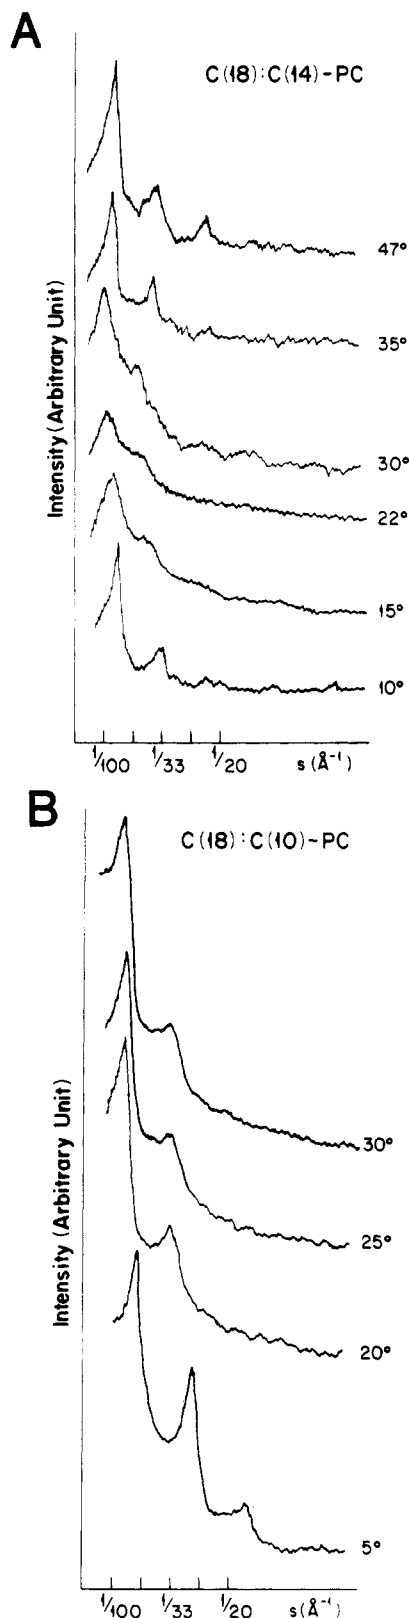 A
C(18):C(14)-PC
Intensity (Arbitrary Unit)
47°
35°
30°
22°
15°
10°
1/100 1/33 1/20 s(Å⁻¹)
B
C(18):C(10)-PC
Intensity (Arbitrary Unit)
30°
25°
20°
5°
1/100 1/33 1/20 s(Å⁻¹)